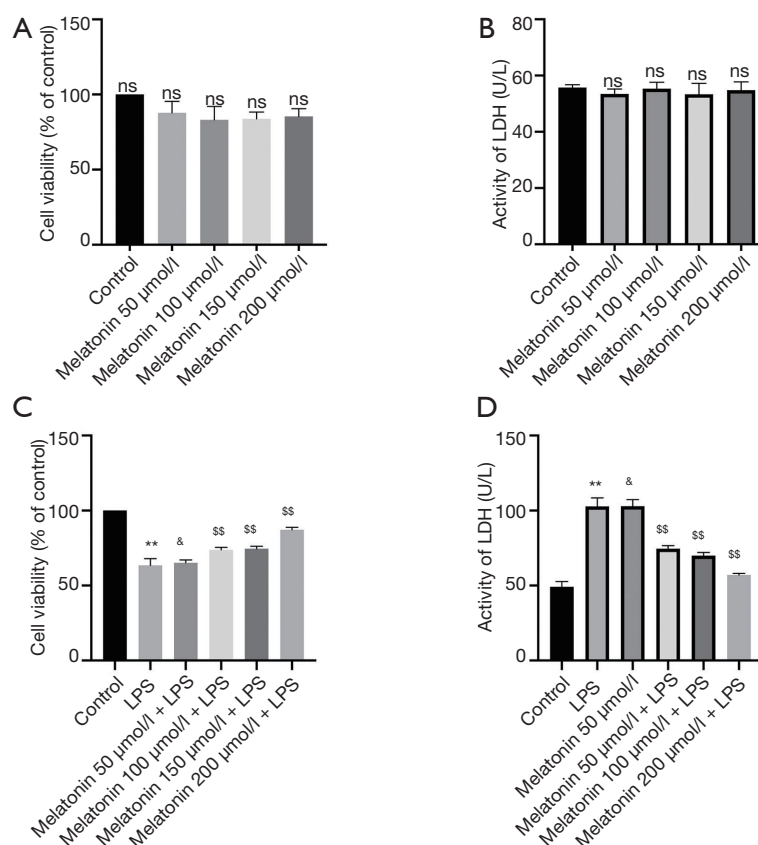 A
Cell viability (% of control)
150
100
50
0
ns
ns
ns
ns
ns
Control
Melatonin 50 μmol/l
Melatonin 100 μmol/l
Melatonin 150 μmol/l
Melatonin 200 μmol/l
B
Activity of LDH (U/L)
80
60
40
20
0
ns
ns
ns
ns
Control
Melatonin 50 μmol/l
Melatonin 100 μmol/l
Melatonin 150 μmol/l
Melatonin 200 μmol/l
C
Cell viability (% of control)
150
100
50
0
**
&
$$
$$
$$
Control
LPS
Melatonin 50 μmol/l + LPS
Melatonin 100 μmol/l + LPS
Melatonin 150 μmol/l + LPS
Melatonin 200 μmol/l + LPS
D
Activity of LDH (U/L)
150
100
50
0
**
&
$$
$$
$$
Control
LPS
Melatonin 50 μmol/l
Melatonin 50 μmol/l + LPS
Melatonin 100 μmol/l + LPS
Melatonin 200 μmol/l + LPS